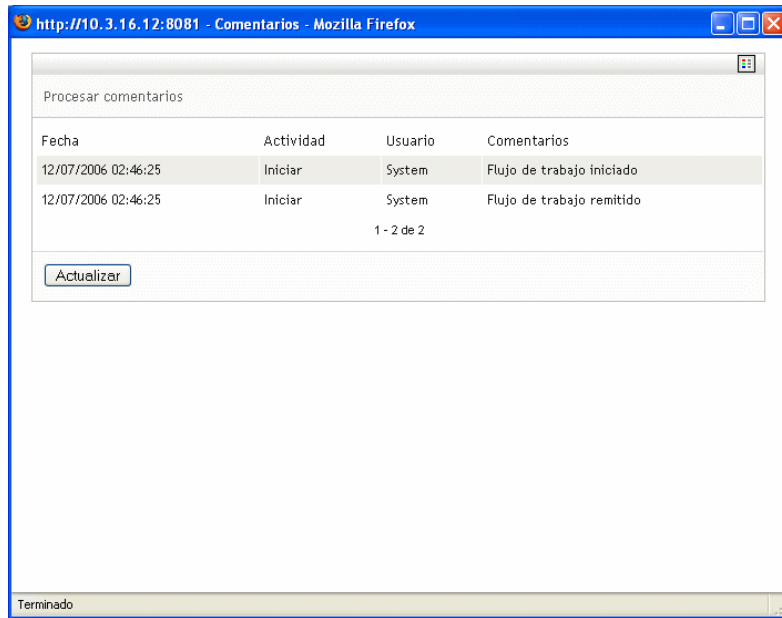 http://10.3.16.12:8081 - Comentarios - Mozilla Firefox
Procesar comentarios
Fecha Actividad Usuario Comentarios
12/07/2006 02:46:25 Iniciar System Flujo de trabajo iniciado
12/07/2006 02:46:25 Iniciar System Flujo de trabajo remitido
1 - 2 de 2
Actualizar
Terminado